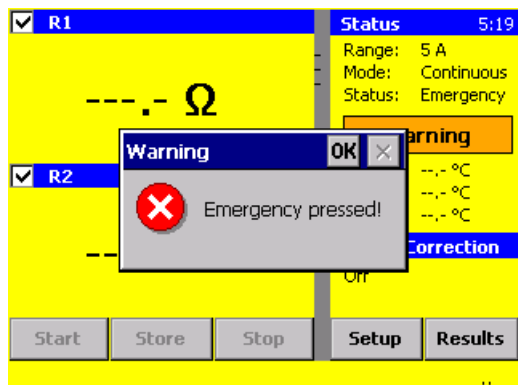 R1
---.- Ω
R2
--
Status 5:19
Range: 5 A
Mode: Continuous
Status: Emergency
arning
--.- °C
--.- °C
--.- °C
Correction
Off
Warning OK
Emergency pressed!
Start Store Stop Setup Results